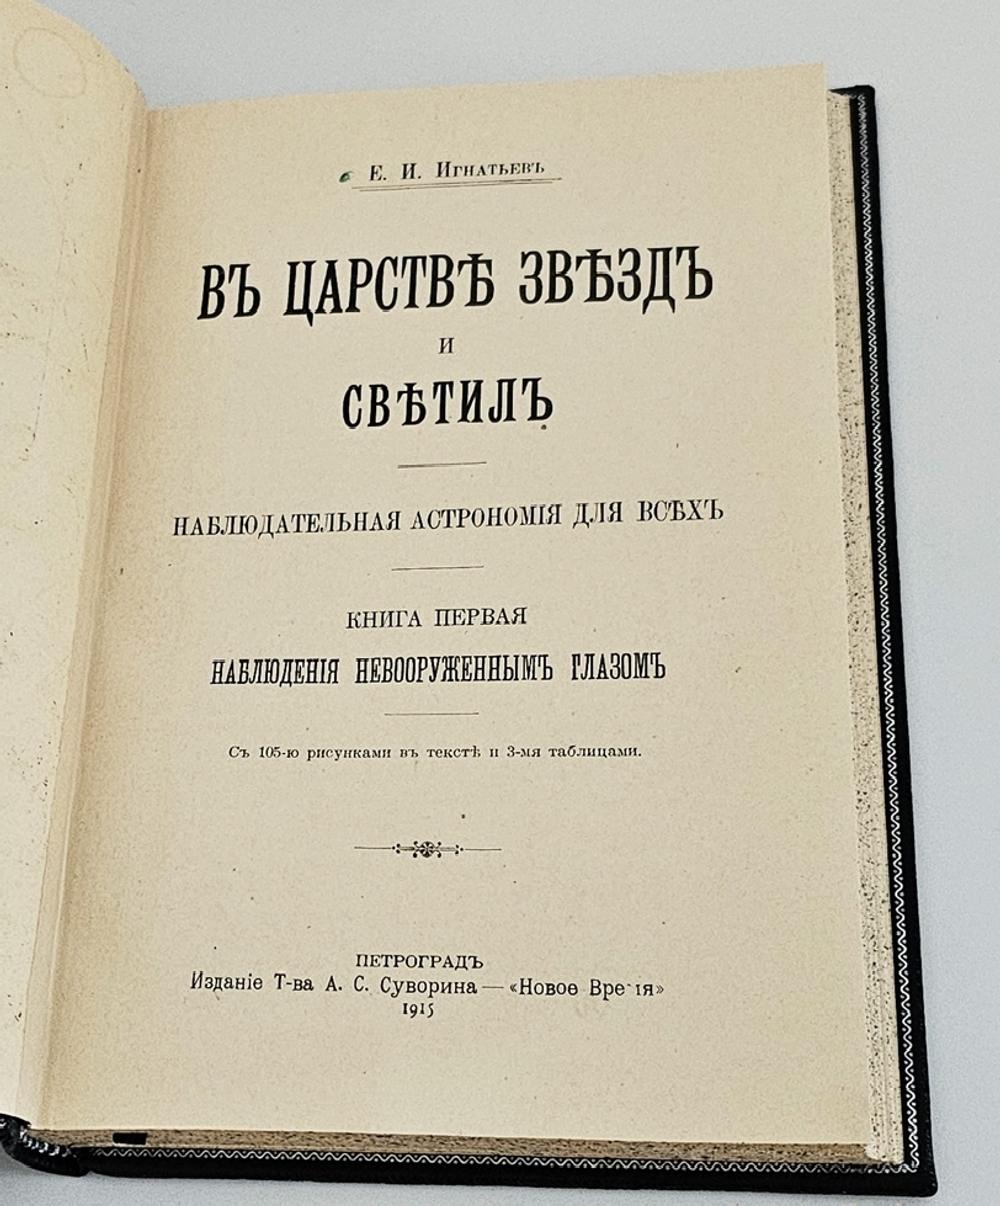 Е. И. Игнатьевъ
ВЪ ЦАРСТВѢ ЗВѢЗДЪ
И
СВѢТИЛЪ
НАБЛЮДАТЕЛЬНАЯ АСТРОНОМІЯ ДЛЯ ВСѢХЪ
КНИГА ПЕРВАЯ
НАБЛЮДЕНІЯ НЕВООРУЖЕННЫМЪ ГЛАЗОМЪ
Съ 105-ю рисунками въ текстѣ и 3-мя таблицами.
ПЕТРОГРАДЪ
Изданіе Т-ва А. С. Суворина — «Новое Время»
1915